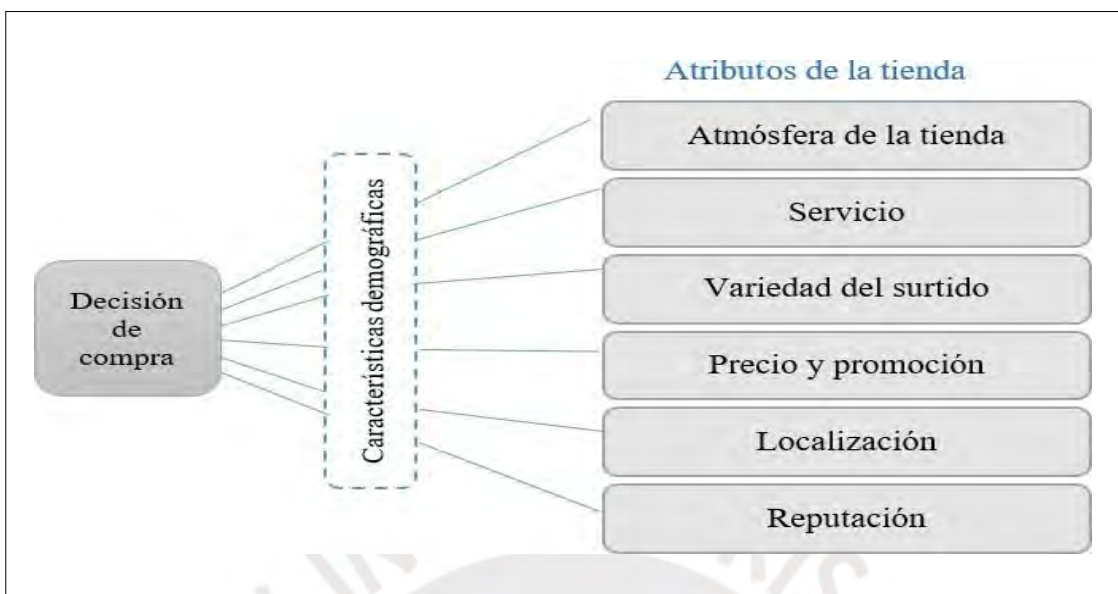 Atributos de la tienda
Atmósfera de la tienda
Servicio
Variedad del surtido
Precio y promoción
Localización
Reputación
Características demográficas
Decisión
de
compra